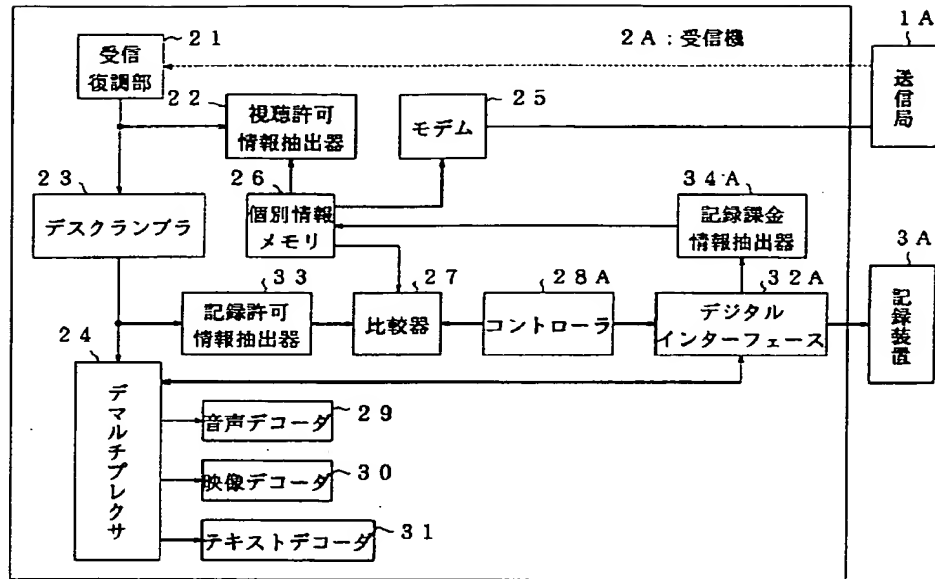 21
受信
復調部
2A:受信機
1A
送信局
22
視聴許可
情報抽出器
25
モデム
23
デスクランブラ
26
個別情報
メモリ
34A
記録課金
情報抽出器
3A
記録装置
33
記録許可
情報抽出器
27
比較器
28A
コントローラ
32A
デジタル
インターフェース
24
デマルチプレクサ
音声デコーダ
29
映像デコーダ
30
テキストデコーダ
31